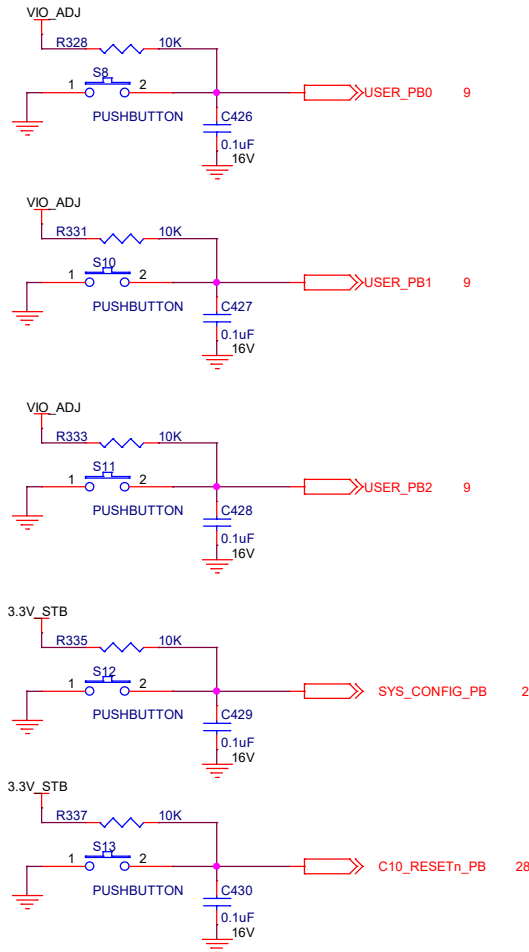 VIO_ADJ
R328 10K
S8
1 2
USER_PB0 9
PUSHBUTTON
C426
0.1uF
16V
VIO_ADJ
R331 10K
S10
1 2
USER_PB1 9
PUSHBUTTON
C427
0.1uF
16V
VIO_ADJ
R333 10K
S11
1 2
USER_PB2 9
PUSHBUTTON
C428
0.1uF
16V
3.3V_STB
R335 10K
S12
1 2
SYS_CONFIG_PB 2
PUSHBUTTON
C429
0.1uF
16V
3.3V_STB
R337 10K
S13
1 2
C10_RESETn_PB 28
PUSHBUTTON
C430
0.1uF
16V